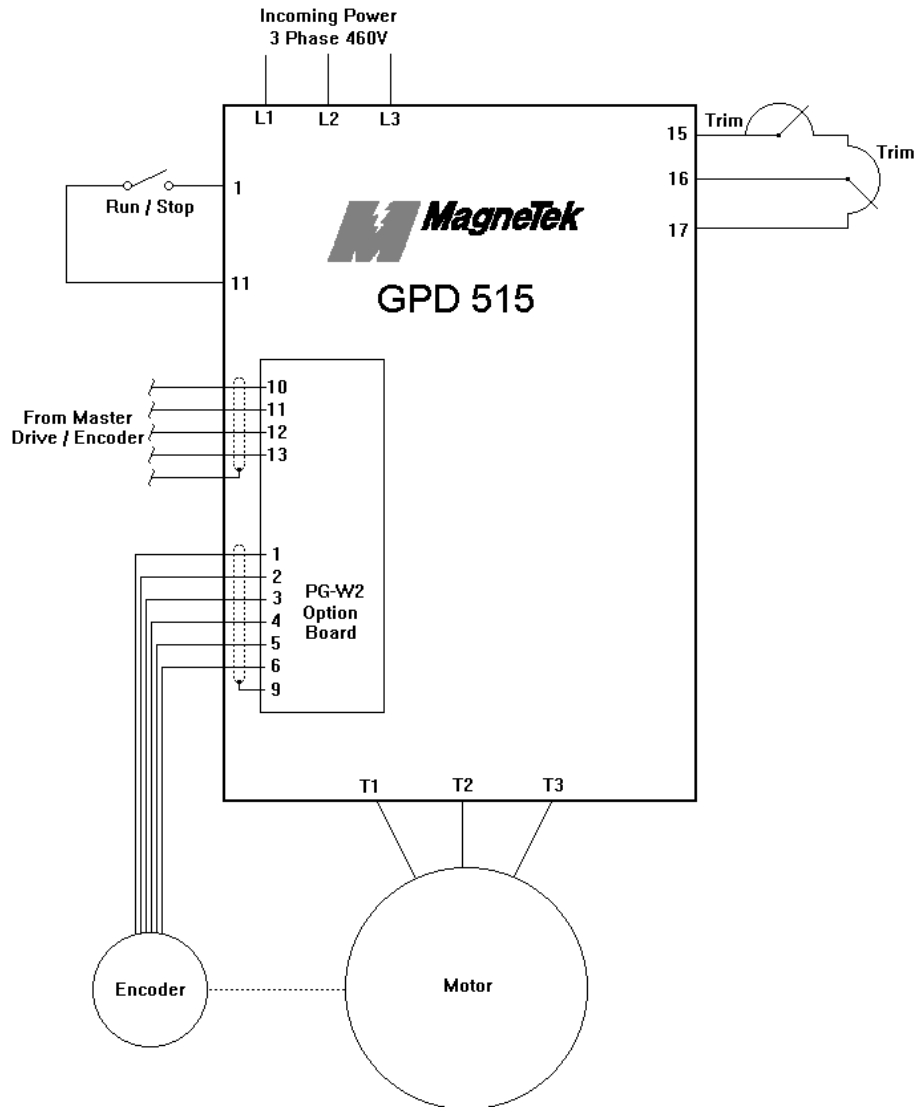 Incoming Power
3 Phase 460V
L1 L2 L3
15 Trim
Trim
1
Run / Stop
16
17
MagneTek
11
GPD 515
10
11
From Master
12
Drive / Encoder
13
1
2
3
PG-W2
4
Option
5
Board
6
9
T1 T2 T3
Encoder
Motor